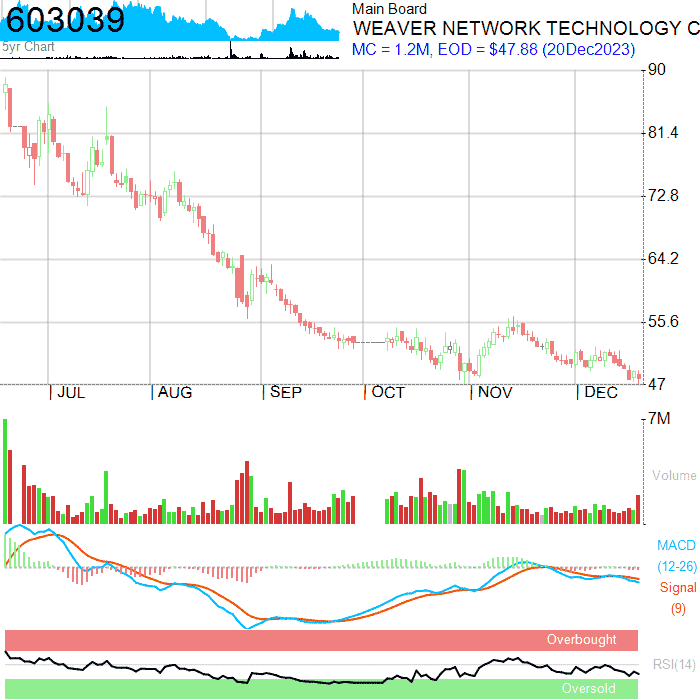 603039
5yr Chart
Main Board
WEAVER NETWORK TECHNOLOGY C
MC = 1.2M, EOD = $47.88 (20Dec2023)
90
81.4
72.8
64.2
55.6
47
JUL
AUG
SEP
OCT
NOV
DEC
7M
Volume
MACD
(12-26)
Signal
(9)
Overbought
RSI(14)
Oversold